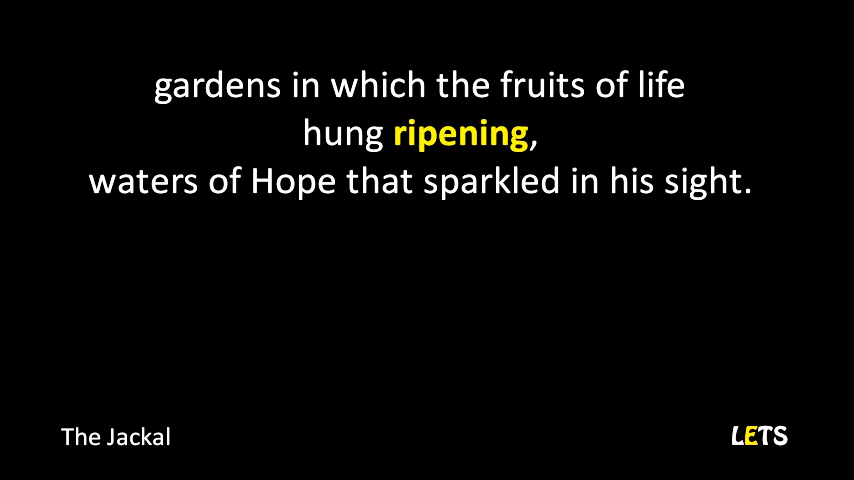 gardens in which the fruits of life
hung ripening,
waters of Hope that sparkled in his sight.
The Jackal
LETS